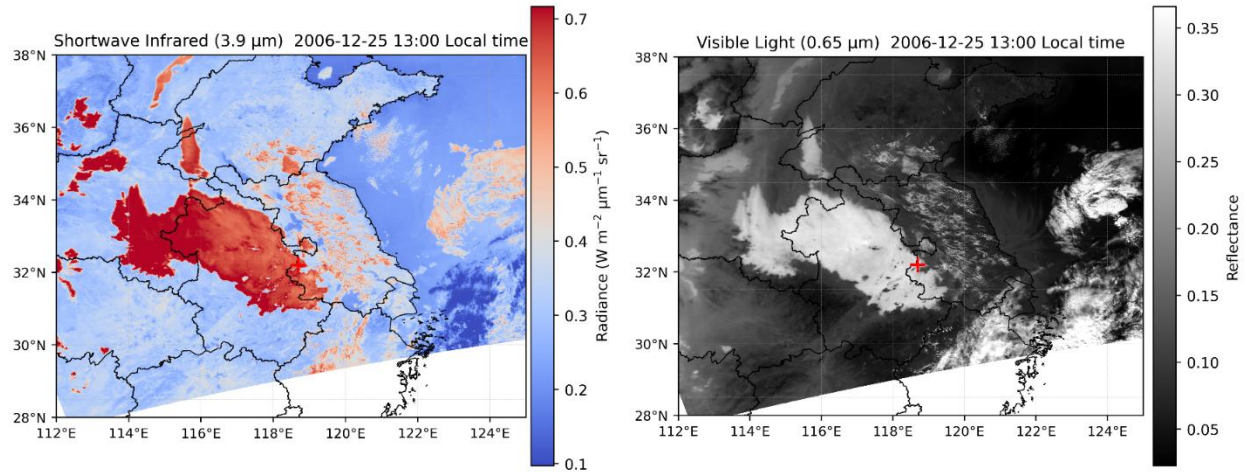 Shortwave Infrared (3.9 μm)  2006-12-25 13:00 Local time
38°N
36°N
34°N
32°N
30°N
28°N
112°E 114°E 116°E 118°E 120°E 122°E 124°E
0.7
0.6
0.5
0.4
0.3
0.2
0.1
Radiance (W m⁻² μm⁻¹ sr⁻¹)
Visible Light (0.65 μm)  2006-12-25 13:00 Local time
38°N
36°N
34°N
32°N
30°N
28°N
112°E 114°E 116°E 118°E 120°E 122°E 124°E
0.35
0.30
0.25
0.20
0.15
0.10
0.05
Reflectance